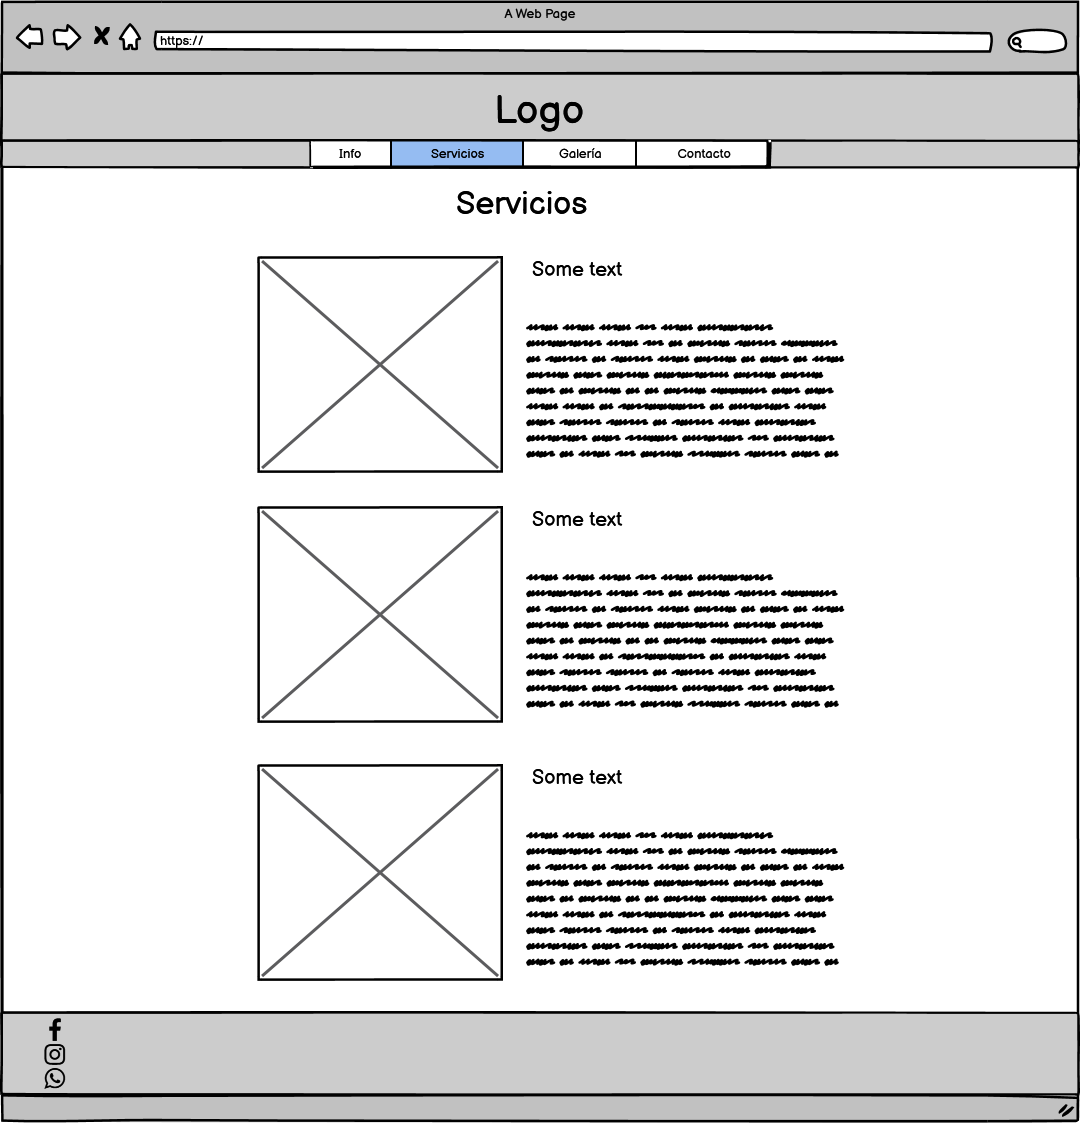 A Web Page
https://
Logo
Info Servicios Galería Contacto
Servicios
Some text
Some text
Some text